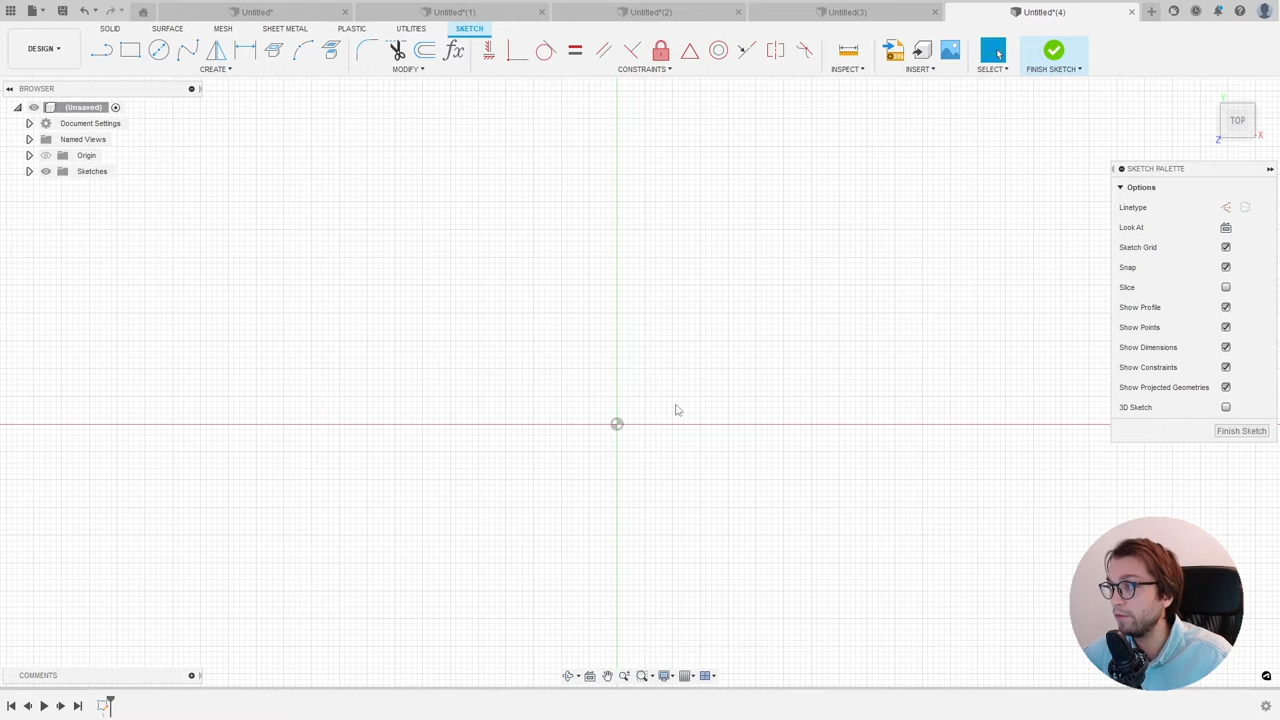 Untitled*
Untitled*(1)
Untitled*(2)
Untitled(3)
Untitled*(4)
DESIGN
SOLID
SURFACE
MESH
SHEET METAL
PLASTIC
UTILITIES
SKETCH
CREATE
MODIFY
CONSTRAINTS
INSPECT
INSERT
SELECT
FINISH SKETCH
BROWSER
(Unsaved)
Document Settings
Named Views
Origin
Sketches
Y
TOP
X
Z
SKETCH PALETTE
Options
Linetype
Look At
Sketch Grid
Snap
Slice
Show Profile
Show Points
Show Dimensions
Show Constraints
Show Projected Geometries
3D Sketch
Finish Sketch
COMMENTS